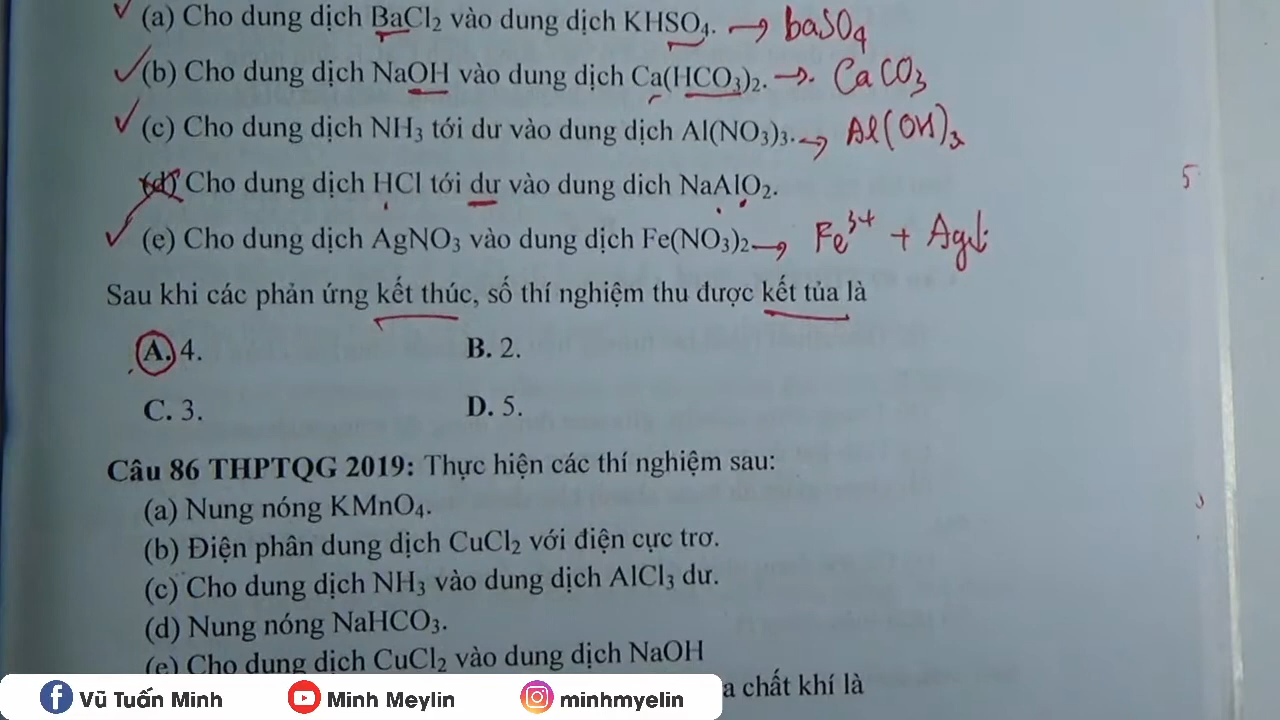 (a) Cho dung dịch BaCl2 vào dung dịch KHSO4. → baSO4
(b) Cho dung dịch NaOH vào dung dịch Ca(HCO3)2. → CaCO3
(c) Cho dung dịch NH3 tới dư vào dung dịch Al(NO3)3. → Al(OH)3
(d) Cho dung dịch HCl tới dư vào dung dich NaAlO2.
5
(e) Cho dung dịch AgNO3 vào dung dịch Fe(NO3)2 → Fe3+ + Ag↓
Sau khi các phản ứng kết thúc, số thí nghiệm thu được kết tủa là
A. 4. B. 2.
C. 3. D. 5.
Câu 86 THPTQG 2019: Thực hiện các thí nghiệm sau:
(a) Nung nóng KMnO4.
(b) Điện phân dung dịch CuCl2 với điện cực trơ.
(c) Cho dung dịch NH3 vào dung dịch AlCl3 dư.
(d) Nung nóng NaHCO3.
(e) Cho dung dịch CuCl2 vào dung dịch NaOH
a chất khí là
Vũ Tuấn Minh Minh Meylin minhmyelin